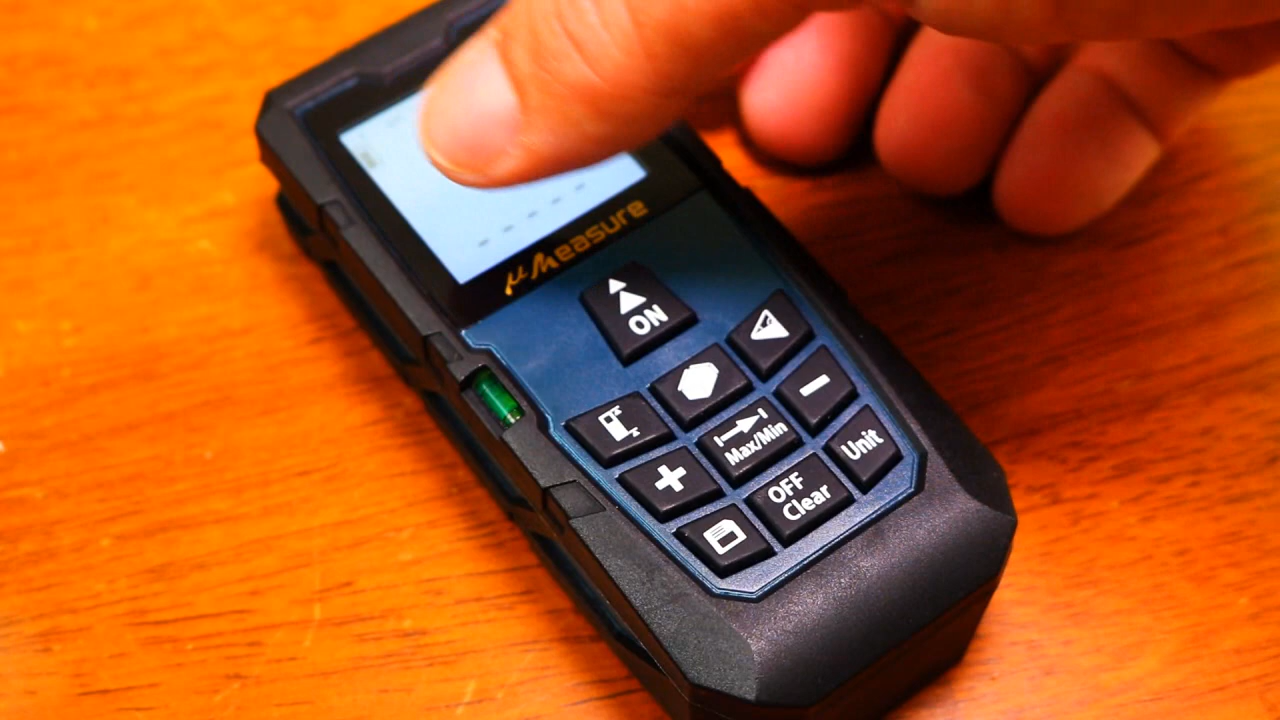 μMeasure
ON
Max/Min
Unit
OFF
Clear